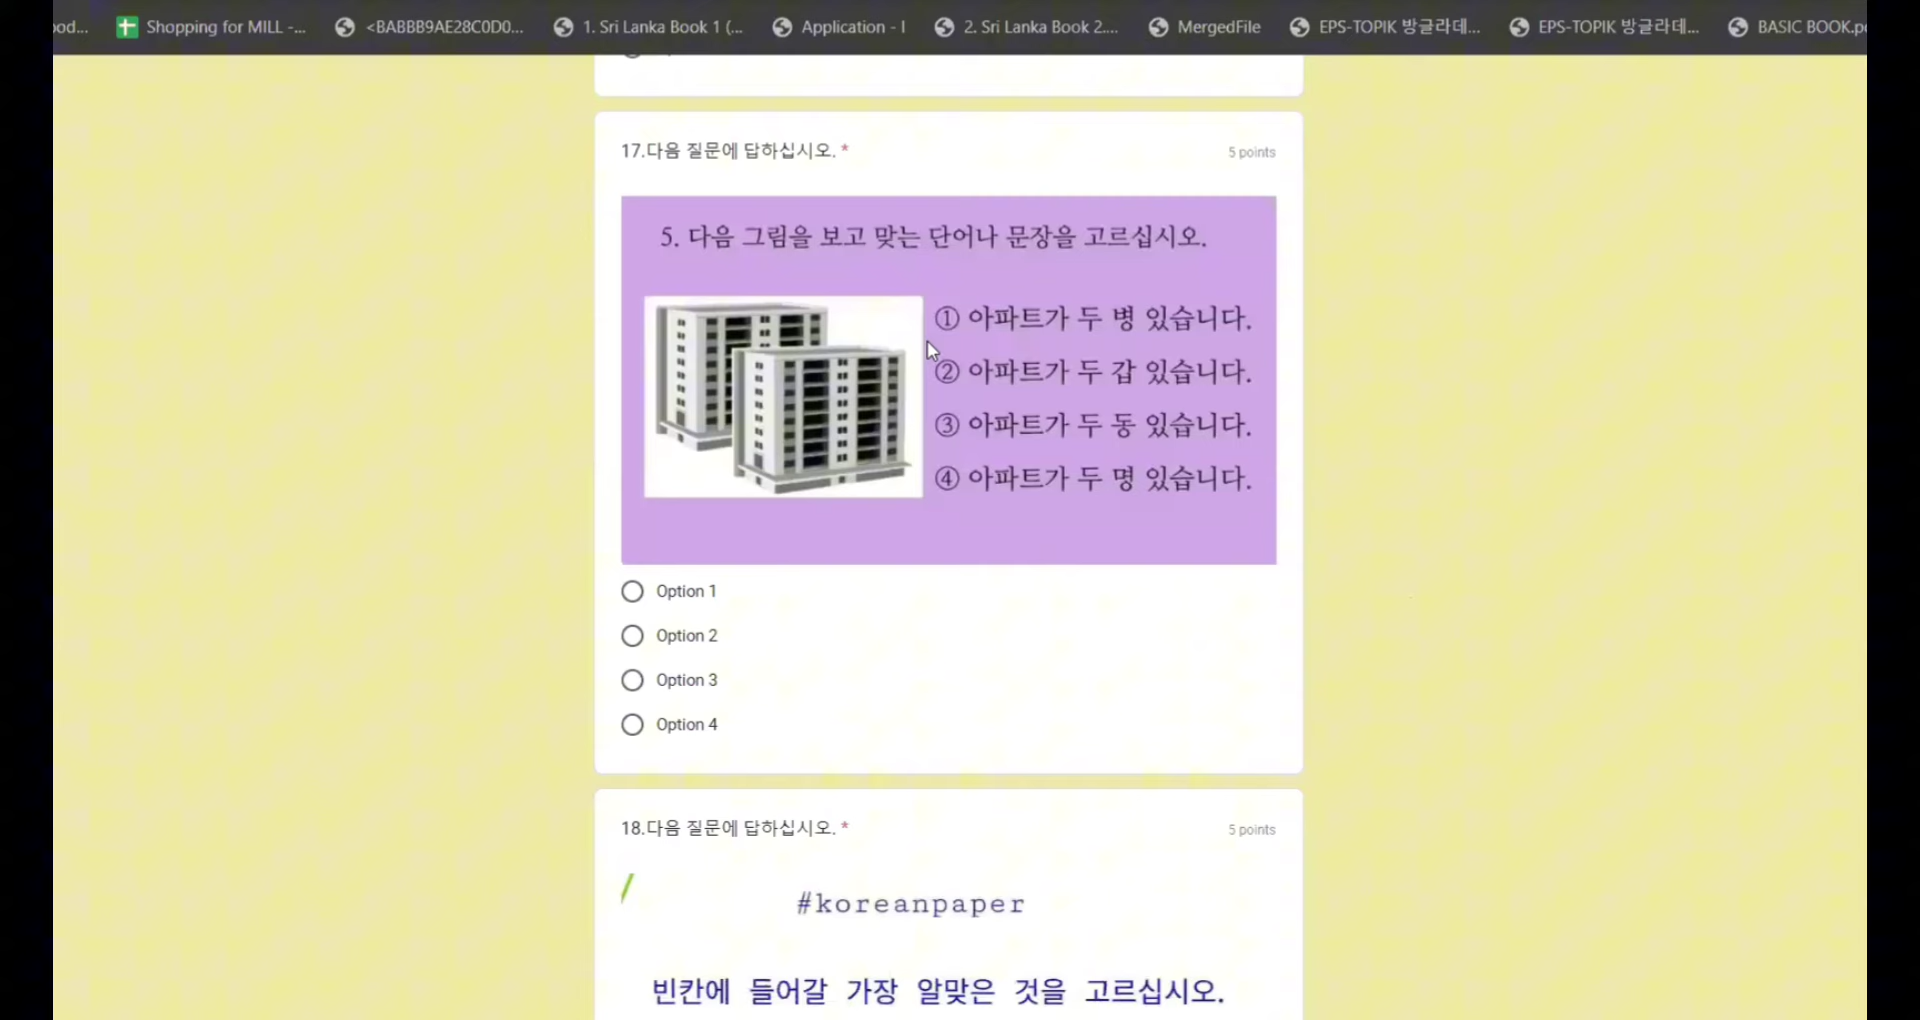 Shopping for MILL -...
<BABBB9AE28C0D0...
1. Sri Lanka Book 1 (...
Application - I
2. Sri Lanka Book 2....
MergedFile
EPS-TOPIK 방글라데...
EPS-TOPIK 방글라데...
BASIC BOOK.p
17.다음 질문에 답하십시오. *
5 points
5. 다음 그림을 보고 맞는 단어나 문장을 고르십시오.
① 아파트가 두 병 있습니다.
② 아파트가 두 갑 있습니다.
③ 아파트가 두 동 있습니다.
④ 아파트가 두 명 있습니다.
Option 1
Option 2
Option 3
Option 4
18.다음 질문에 답하십시오. *
5 points
#koreanpaper
빈칸에 들어갈 가장 알맞은 것을 고르십시오.